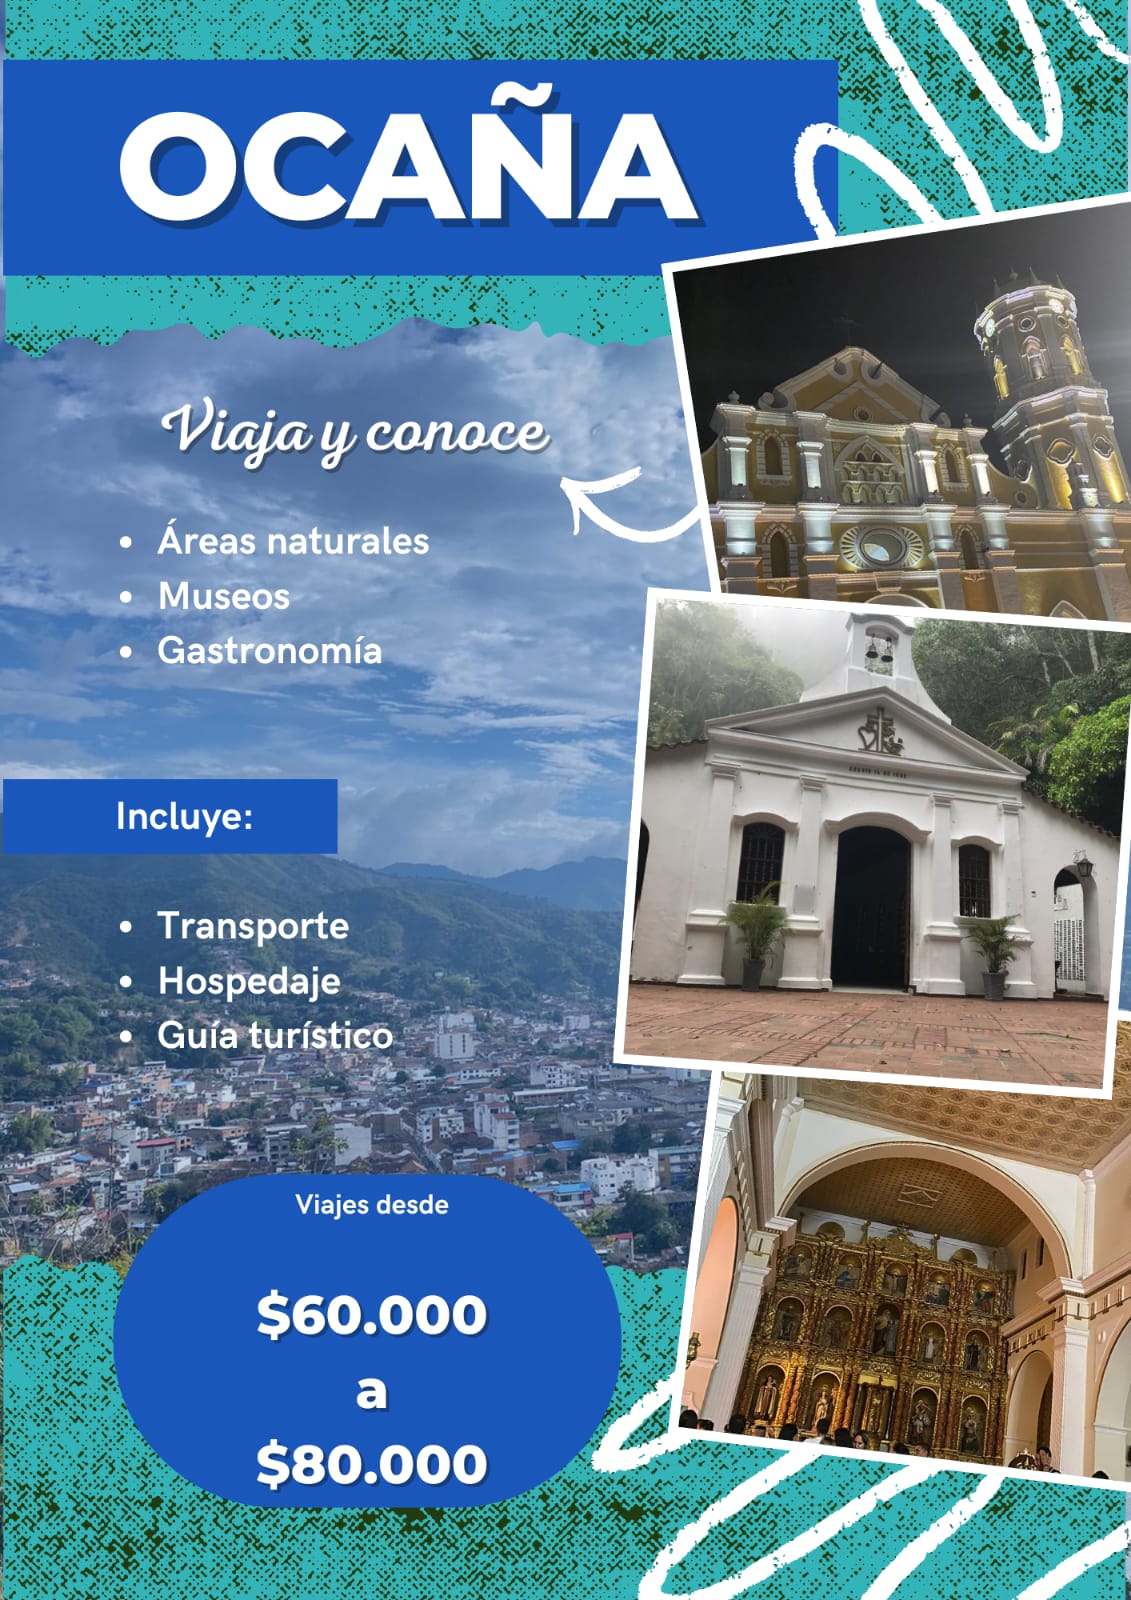 OCAÑA
Viaja y conoce
• Áreas naturales
• Museos
• Gastronomía
Incluye:
• Transporte
• Hospedaje
• Guía turístico
Viajes desde
$60.000
a
$80.000